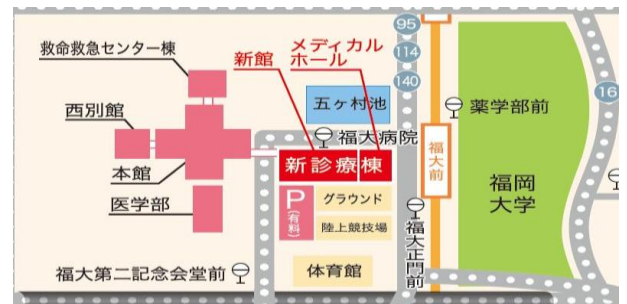 救命救急センター棟
新館
メディカル
ホール
95
114
140
16
西別館
五ヶ村池
薬学部前
福大病院
本館
新診療棟
福大前
福岡
大学
医学部
P
(有料)
グラウンド
陸上競技場
福大正門前
福大第二記念会堂前
体育館